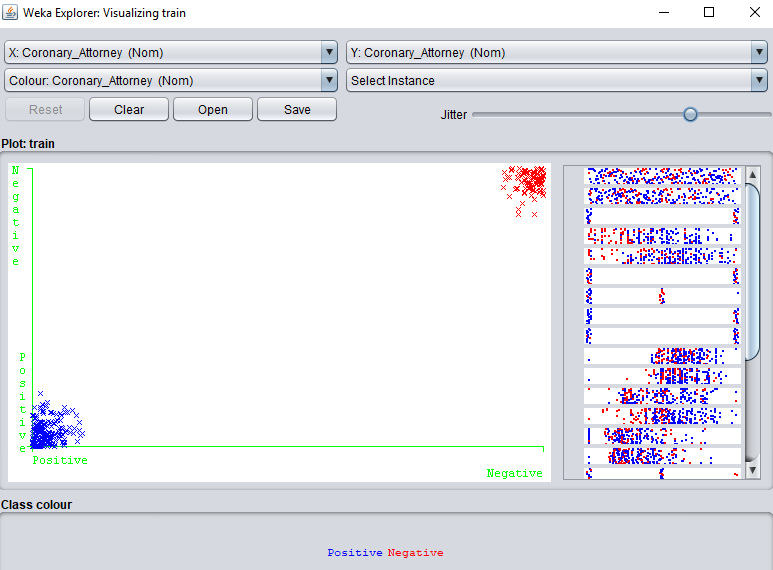 Weka Explorer: Visualizing train
X: Coronary_Attorney (Nom)
Y: Coronary_Attorney (Nom)
Colour: Coronary_Attorney (Nom)
Select Instance
Reset
Clear
Open
Save
Jitter
Plot: train
Negative
Positive
Positive
Negative
Class colour
Positive Negative